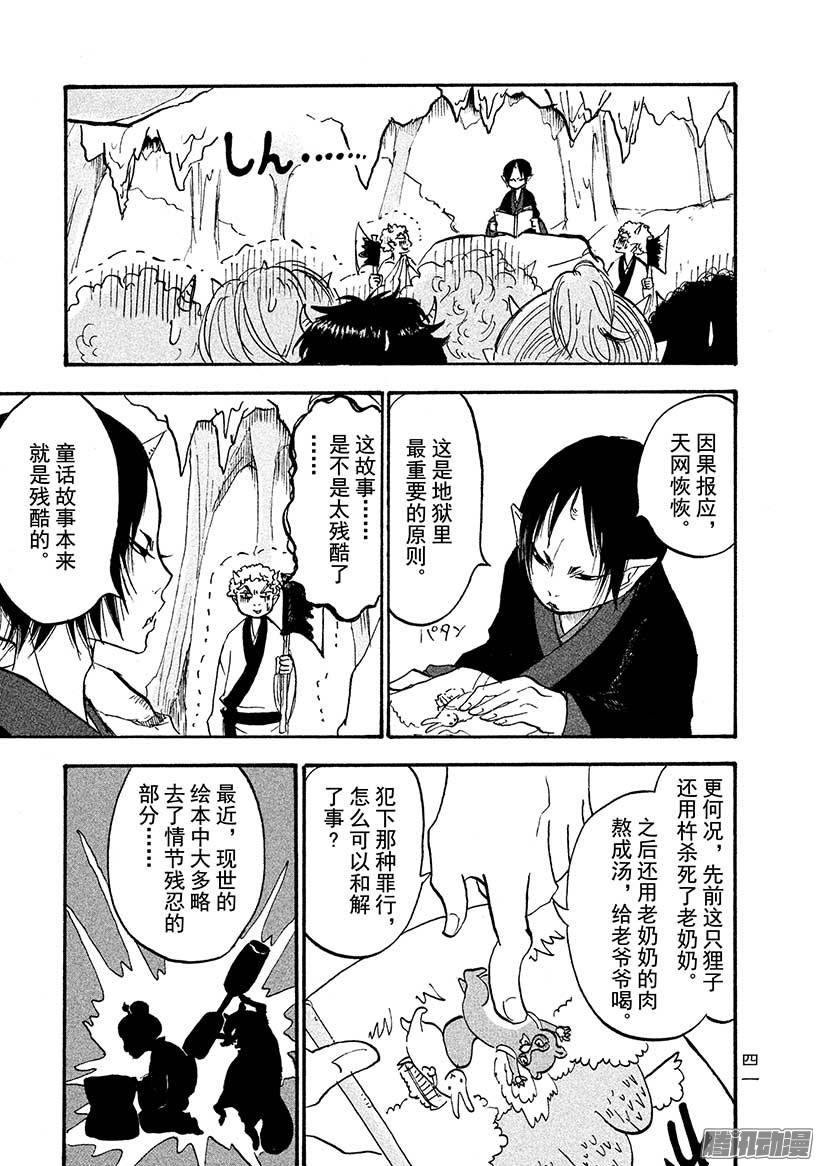 しん・・・・・・
因果报应，
天网恢恢。
这是地狱里
最重要的原则。
パタン
这故事……
是不是太残酷了
……
童话故事本来
就是残酷的。
更何况，先前这只狸子
还用杵杀死了老奶奶。
之后还用老奶奶的肉
熬成汤，给老爷爷喝。
犯下那种罪行，
怎么可以和解
了事？
最近，现世的
绘本中大多略
去了情节残忍的
部分……
四一
腾讯动漫